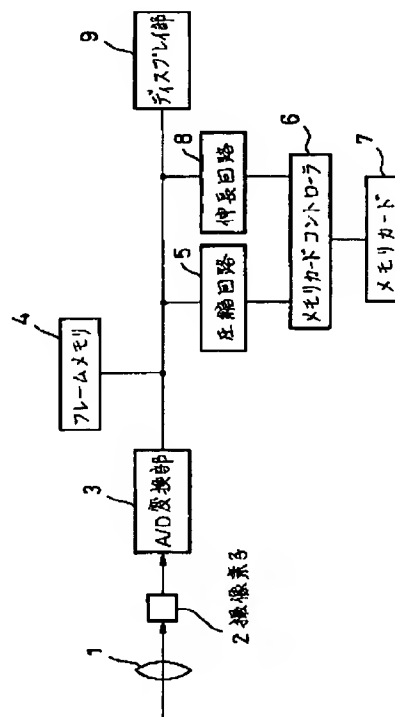 1
2 撮像素子
3
A/D変換部
4
フレームメモリ
5
圧縮回路
8
伸長回路
9
ディスプレイ部
6
メモリカードコントローラ
7
メモリカード